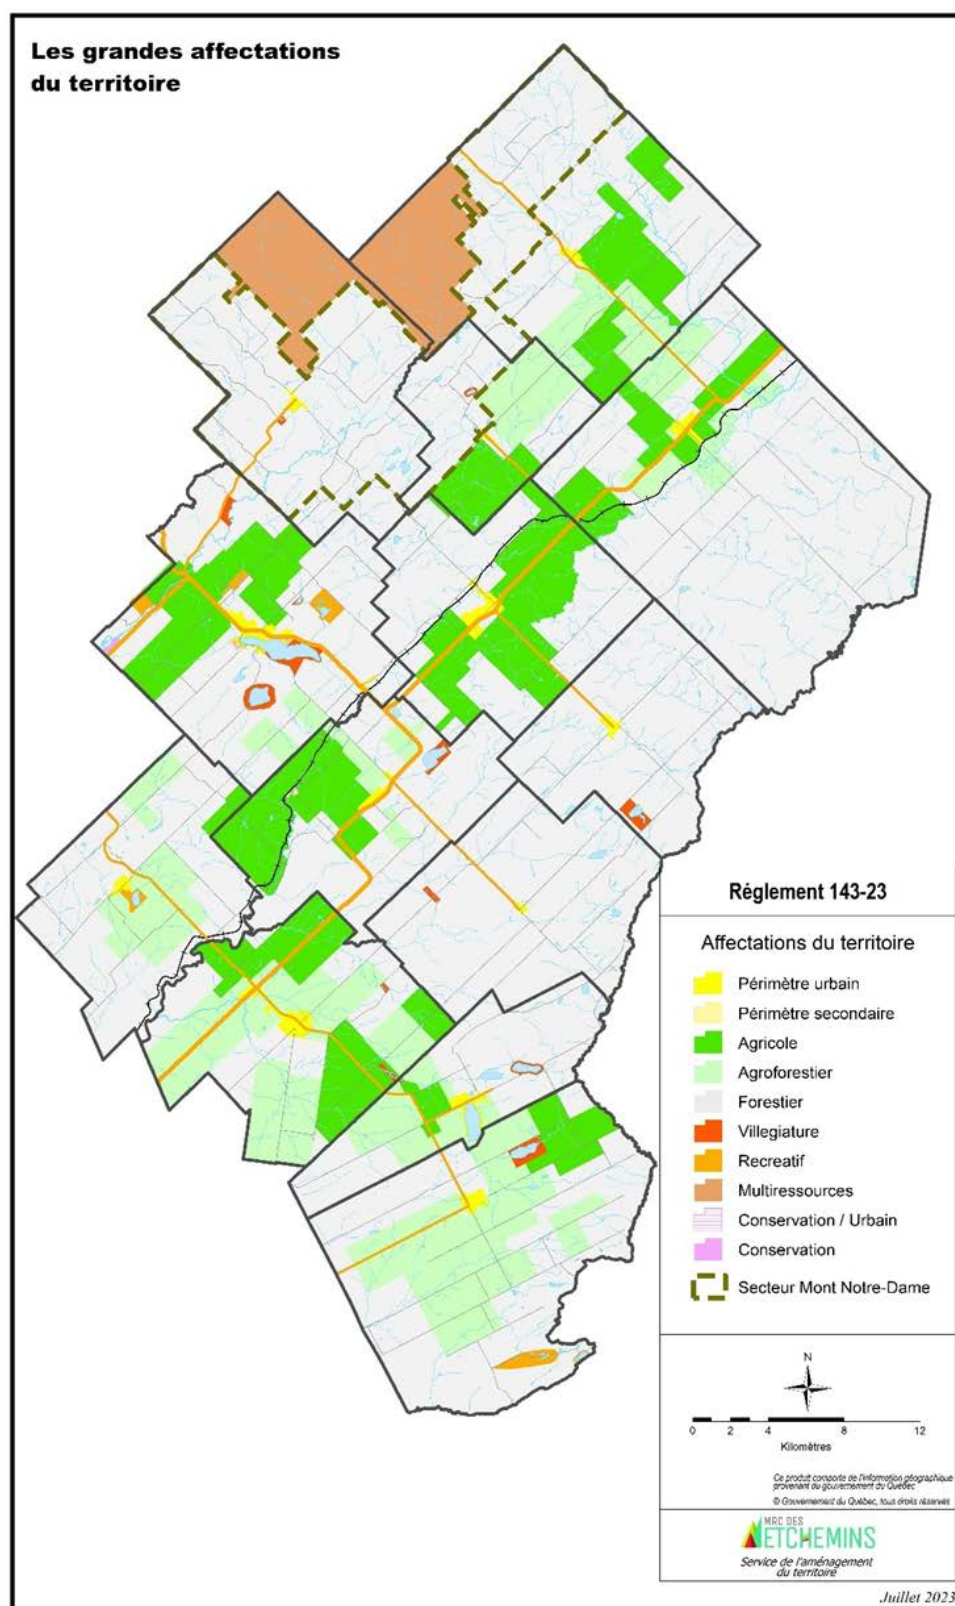 Les grandes affectations
du territoire
Réglement 143-23
Affectations du territoire
Périmètre urbain
Périmètre secondaire
Agricole
Agroforestier
Forestier
Villegiature
Recreatif
Multiressources
Conservation / Urbain
Conservation
Secteur Mont Notre-Dame
N
0 2 4 8 12
Kilomètres
Ce produit comporte de l'information géographique
provenant du gouvernement du Québec
© Gouvernement du Québec, tous droits réservés
MRC DES
ETCHEMINS
Service de l'aménagement
du territoire
Juillet 2023